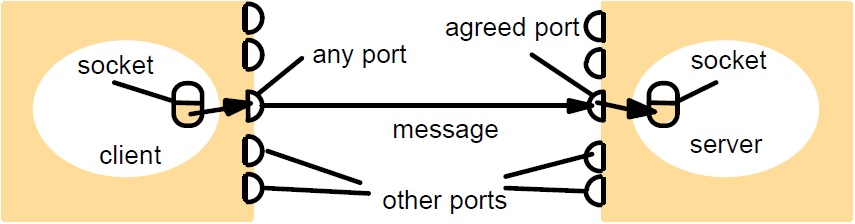 agreed port
any port
socket
socket
message
client
server
other ports